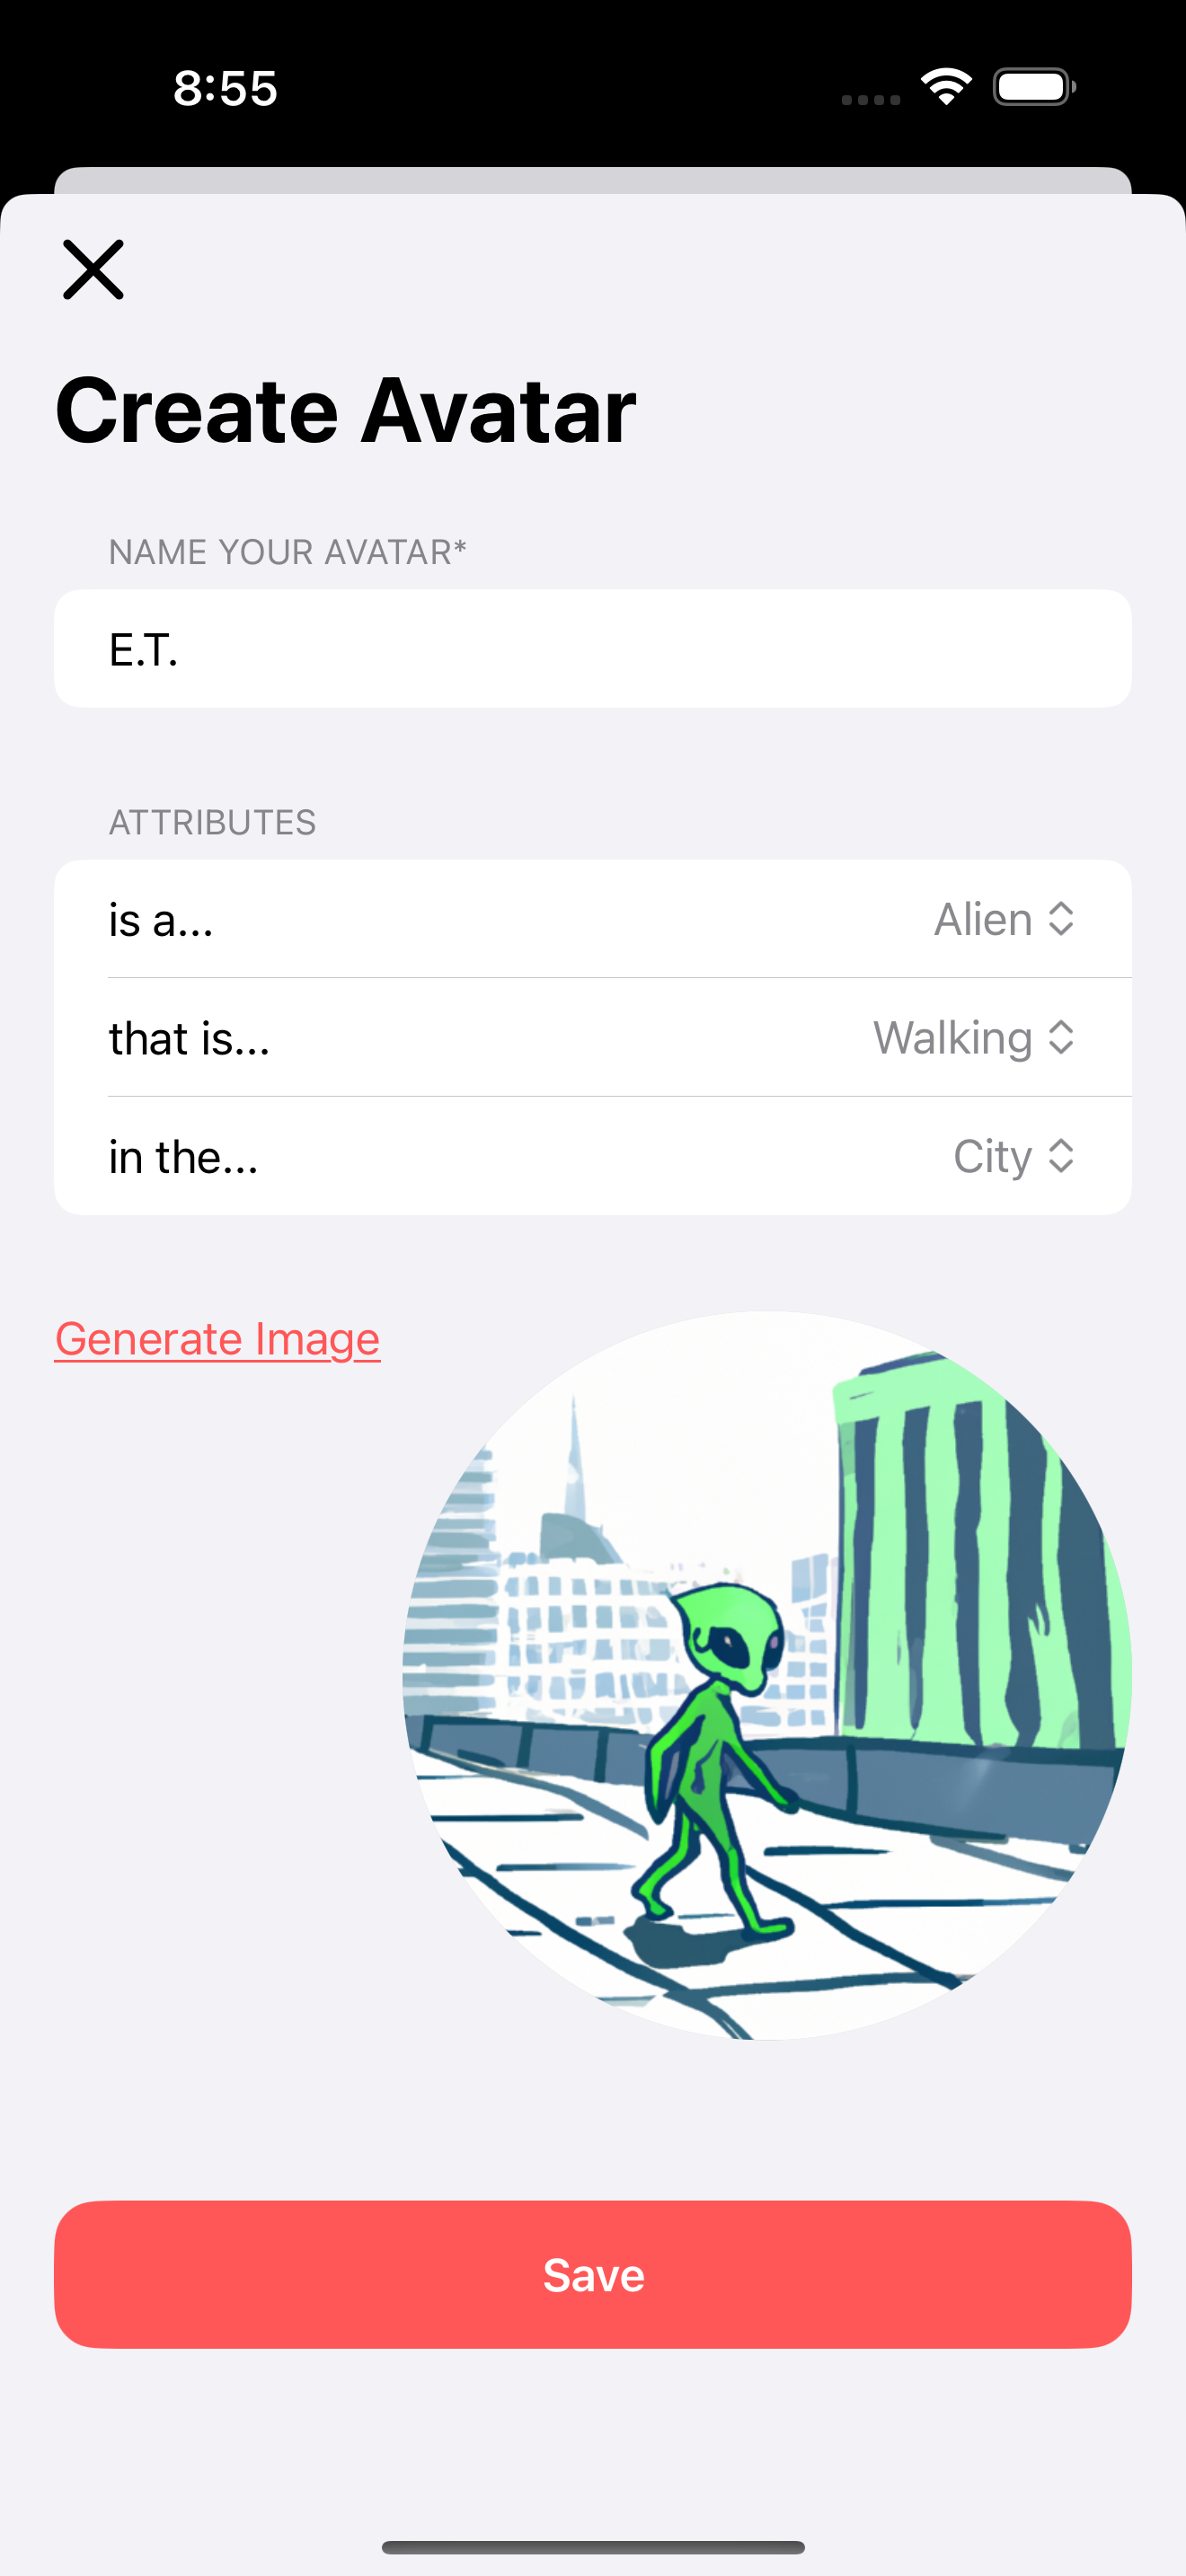 8:55
Create Avatar
NAME YOUR AVATAR*
E.T.
ATTRIBUTES
is a... Alien
that is... Walking
in the... City
Generate Image
Save